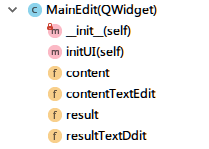 MainEdit(QWidget)
__init__(self)
initUI(self)
content
contentTextEdit
result
resultTextDdit